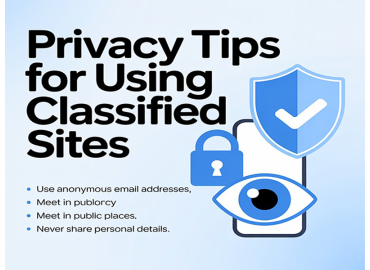 Privacy Tips
for Using
Classified
Sites
• Use anonymous email addresses,
• Meet in publorcy
• Meet in public places.
• Never share personal details.